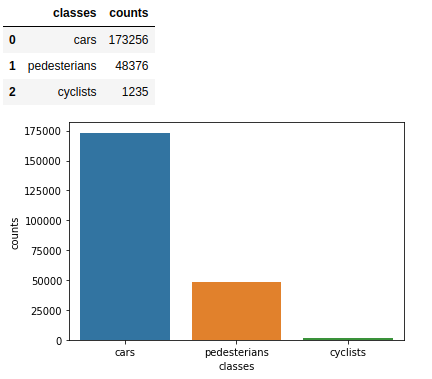 classes counts
0 cars 173256
1 pedesterians 48376
2 cyclists 1235
175000
150000
125000
100000
75000
50000
25000
0
counts
cars pedesterians cyclists
classes